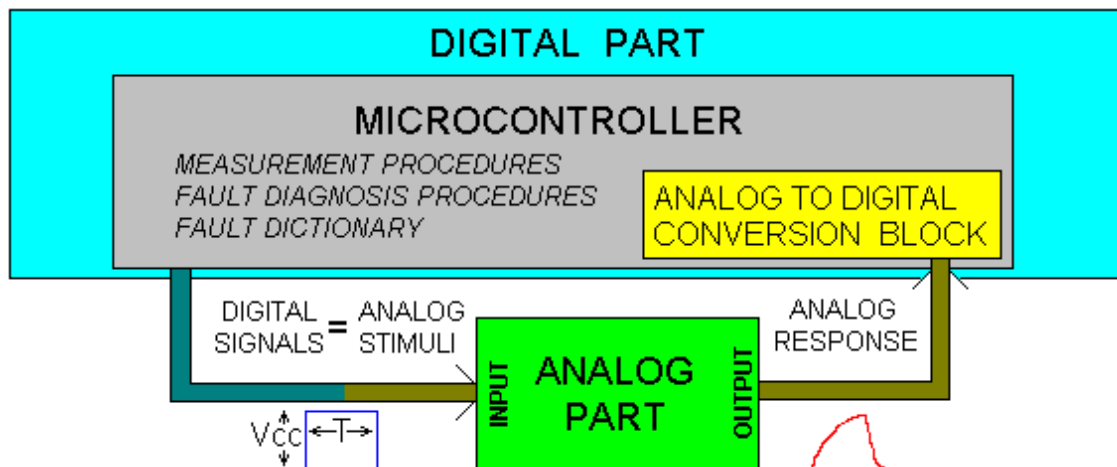 DIGITAL PART
MICROCONTROLLER
MEASUREMENT PROCEDURES
FAULT DIAGNOSIS PROCEDURES
FAULT DICTIONARY
ANALOG TO DIGITAL
CONVERSION BLOCK
DIGITAL
SIGNALS
=
ANALOG
STIMULI
INPUT
ANALOG
PART
OUTPUT
ANALOG
RESPONSE
Vcc
T